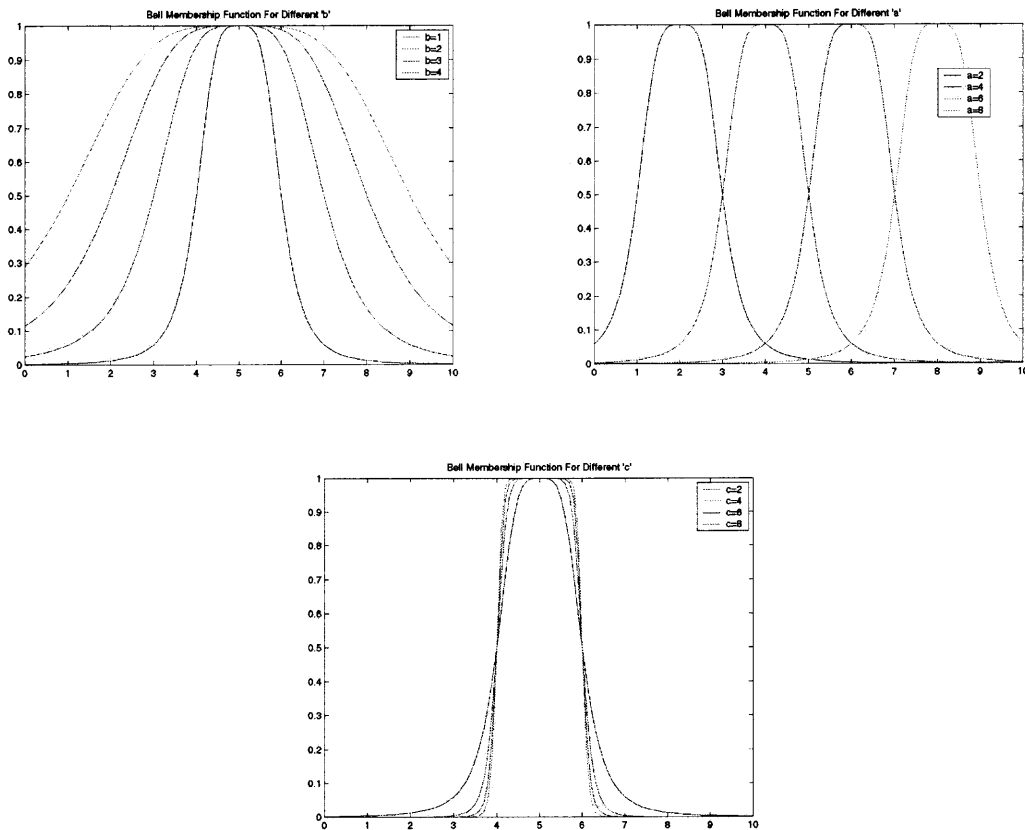 Bell Membership Function For Different 'b'
1
0.9
0.8
0.7
0.6
0.5
0.4
0.3
0.2
0.1
0
0 1 2 3 4 5 6 7 8 9 10
b=1
b=2
b=3
b=4
Bell Membership Function For Different 'a'
1
0.9
0.8
0.7
0.6
0.5
0.4
0.3
0.2
0.1
0
0 1 2 3 4 5 6 7 8 9 10
a=2
a=4
a=6
a=8
Bell Membership Function For Different 'c'
1
0.9
0.8
0.7
0.6
0.5
0.4
0.3
0.2
0.1
0
0 1 2 3 4 5 6 7 8 9 10
c=2
c=4
c=6
c=8